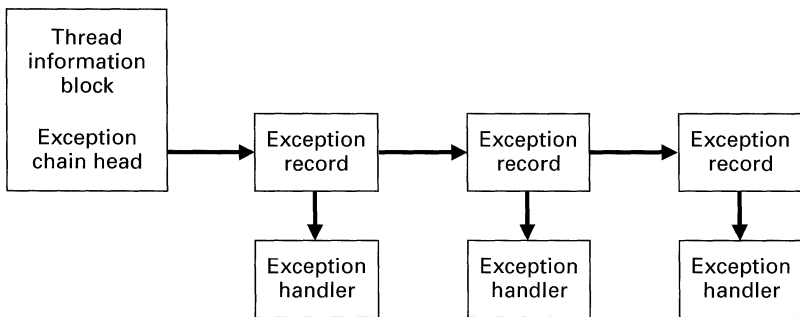 Thread
information
block
Exception
chain head
Exception
record
Exception
record
Exception
record
Exception
handler
Exception
handler
Exception
handler